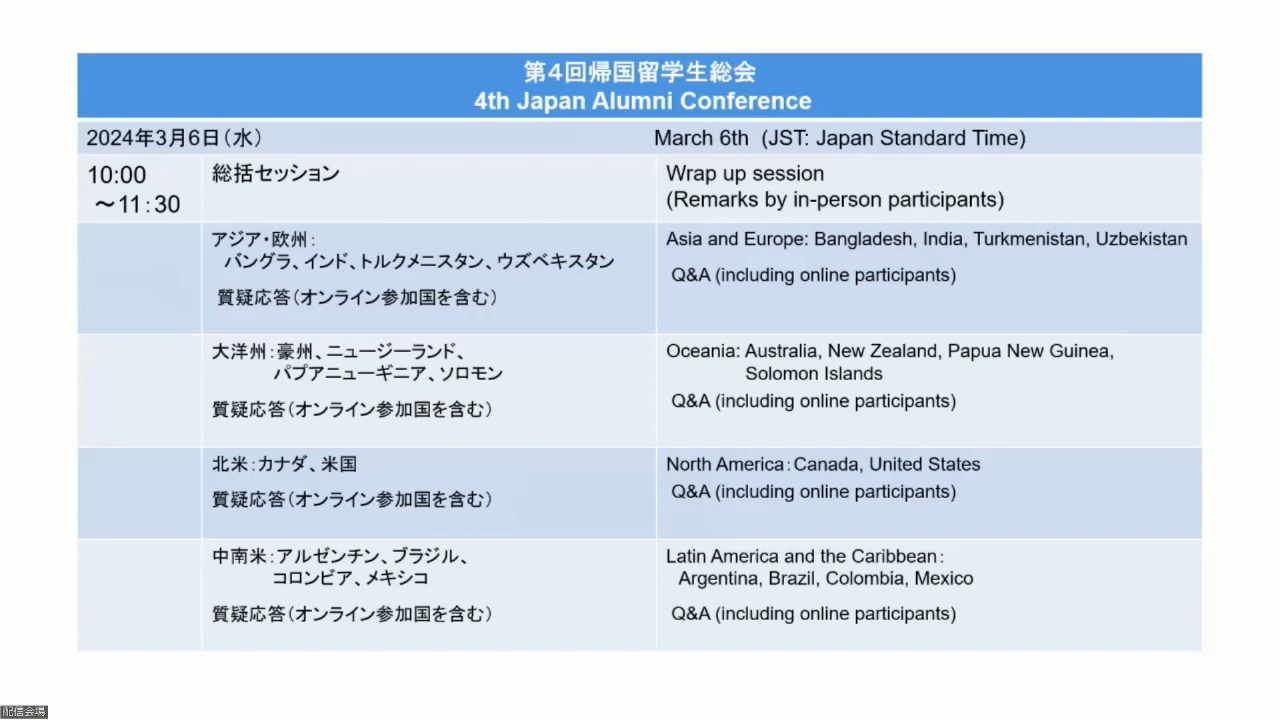 第4回帰国留学生総会
4th Japan Alumni Conference
2024年3月6日(水)
March 6th (JST: Japan Standard Time)
10:00
～11:30
総括セッション
Wrap up session
(Remarks by in-person participants)
アジア・欧州:
バングラ、インド、トルクメニスタン、ウズベキスタン
質疑応答(オンライン参加国を含む)
Asia and Europe: Bangladesh, India, Turkmenistan, Uzbekistan
Q&A (including online participants)
大洋州:豪州、ニュージーランド、
パプアニューギニア、ソロモン
質疑応答(オンライン参加国を含む)
Oceania: Australia, New Zealand, Papua New Guinea,
Solomon Islands
Q&A (including online participants)
北米:カナダ、米国
質疑応答(オンライン参加国を含む)
North America:Canada, United States
Q&A (including online participants)
中南米:アルゼンチン、ブラジル、
コロンビア、メキシコ
質疑応答(オンライン参加国を含む)
Latin America and the Caribbean:
Argentina, Brazil, Colombia, Mexico
Q&A (including online participants)
配信会場